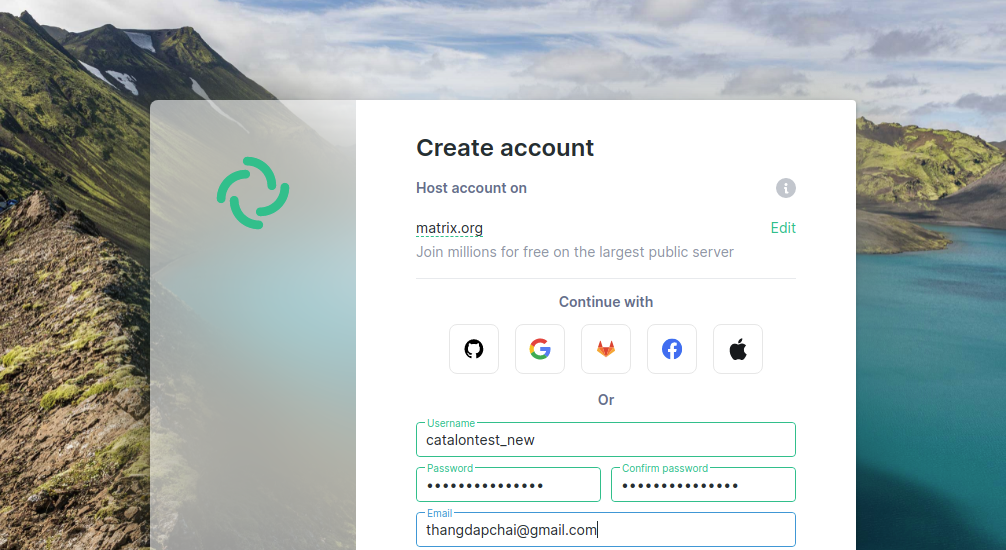 Create account
Host account on
matrix.org Edit
Join millions for free on the largest public server
Continue with
Or
Username
catalontest_new
Password Confirm password
••••••••••••••• •••••••••••••••
Email
thangdapchai@gmail.com